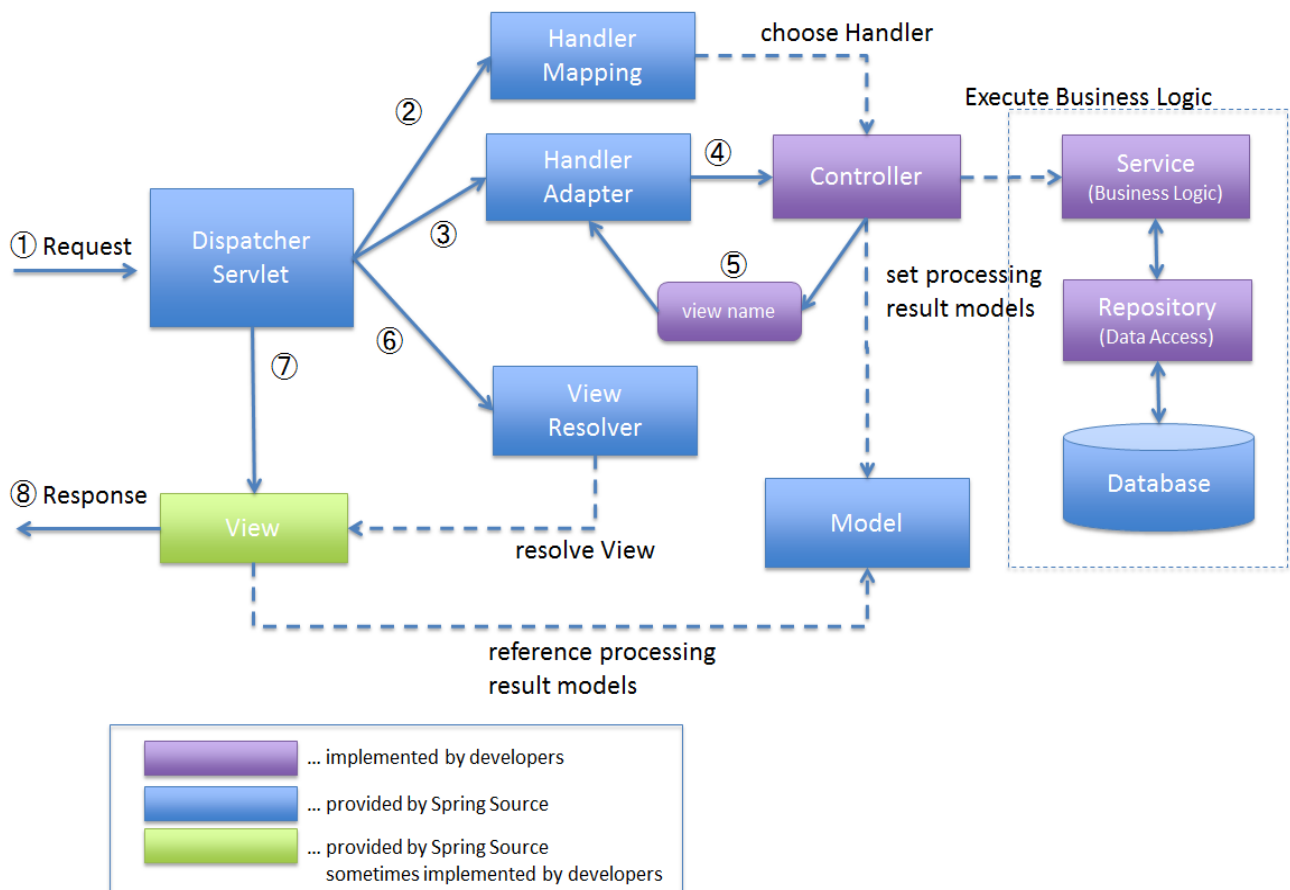 choose Handler
Handler
Mapping
②
Execute Business Logic
Handler
Adapter
④
Controller
Service
(Business Logic)
① Request
Dispatcher
Servlet
③
⑤
view name
set processing
result models
Repository
(Data Access)
⑥
⑦
View
Resolver
Database
⑧ Response
View
resolve View
Model
reference processing
result models
... implemented by developers
... provided by Spring Source
... provided by Spring Source
sometimes implemented by developers